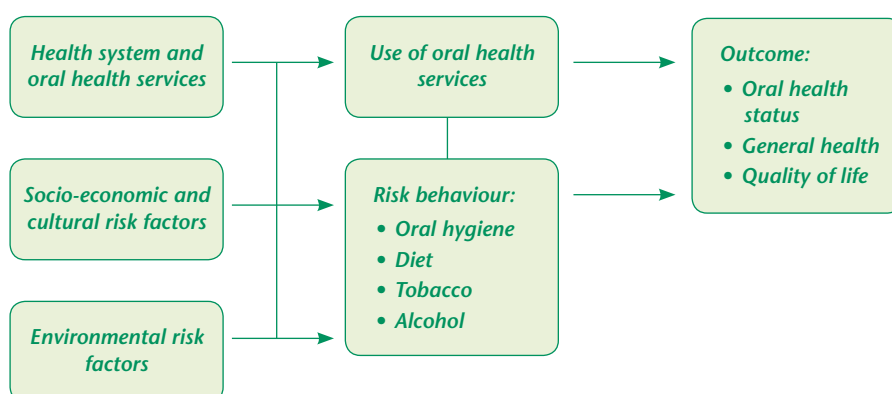 Health system and
oral health services
Socio-economic and
cultural risk factors
Environmental risk
factors
Use of oral health
services
Risk behaviour:
• Oral hygiene
• Diet
• Tobacco
• Alcohol
Outcome:
• Oral health
status
• General health
• Quality of life